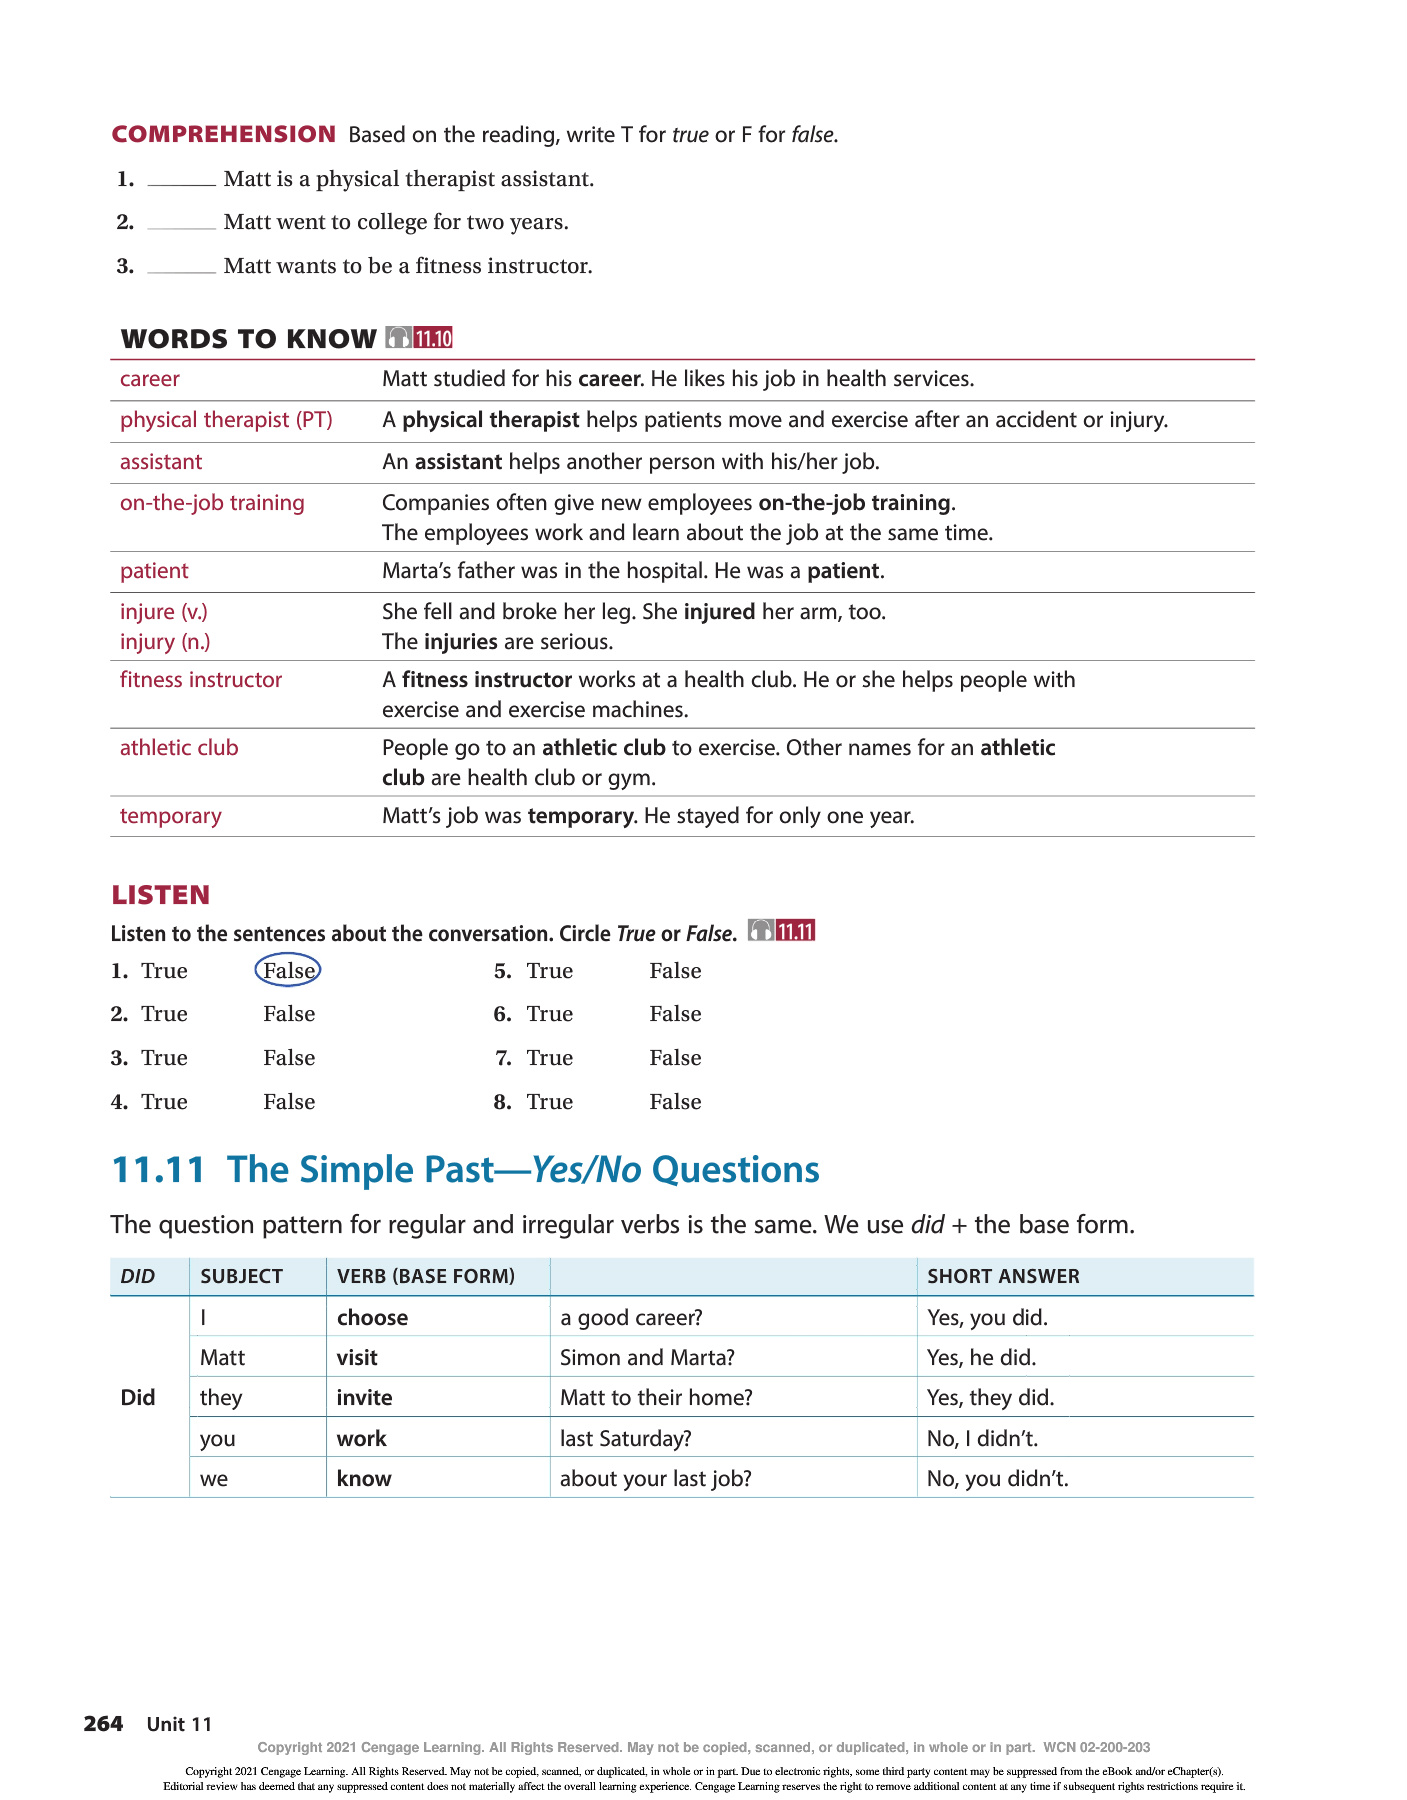 COMPREHENSION Based on the reading, write T for true or F for false.
1. ______ Matt is a physical therapist assistant.
2. ______ Matt went to college for two years.
3. ______ Matt wants to be a fitness instructor.
WORDS TO KNOW 11.10
career Matt studied for his career. He likes his job in health services.
physical therapist (PT) A physical therapist helps patients move and exercise after an accident or injury.
assistant An assistant helps another person with his/her job.
on-the-job training Companies often give new employees on-the-job training.
The employees work and learn about the job at the same time.
patient Marta's father was in the hospital. He was a patient.
injure (v.) She fell and broke her leg. She injured her arm, too.
injury (n.) The injuries are serious.
fitness instructor A fitness instructor works at a health club. He or she helps people with
exercise and exercise machines.
athletic club People go to an athletic club to exercise. Other names for an athletic
club are health club or gym.
temporary Matt's job was temporary. He stayed for only one year.
LISTEN
Listen to the sentences about the conversation. Circle True or False. 11.11
1. True False 5. True False
2. True False 6. True False
3. True False 7. True False
4. True False 8. True False
11.11 The Simple Past—Yes/No Questions
The question pattern for regular and irregular verbs is the same. We use did + the base form.
DID SUBJECT VERB (BASE FORM) SHORT ANSWER
I choose a good career? Yes, you did.
Matt visit Simon and Marta? Yes, he did.
Did they invite Matt to their home? Yes, they did.
you work last Saturday? No, I didn't.
we know about your last job? No, you didn't.
264 Unit 11
Copyright 2021 Cengage Learning. All Rights Reserved. May not be copied, scanned, or duplicated, in whole or in part. WCN 02-200-203
Copyright 2021 Cengage Learning. All Rights Reserved. May not be copied, scanned, or duplicated, in whole or in part. Due to electronic rights, some third party content may be suppressed from the eBook and/or eChapter(s).
Editorial review has deemed that any suppressed content does not materially affect the overall learning experience. Cengage Learning reserves the right to remove additional content at any time if subsequent rights restrictions require it.